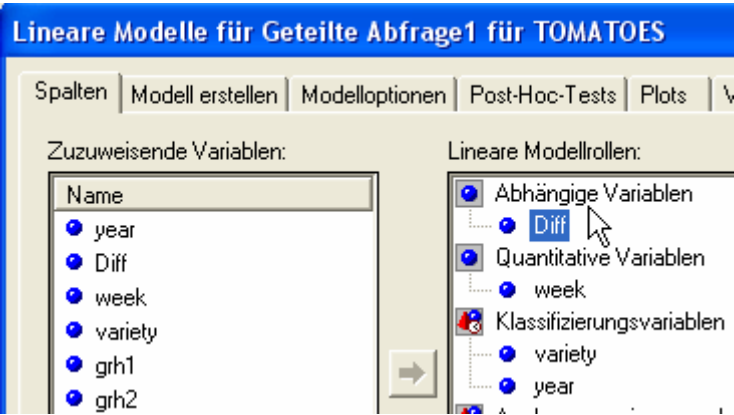 Lineare Modelle für Geteilte Abfrage1 für TOMATOES
Spalten Modell erstellen Modelloptionen Post-Hoc-Tests Plots
Zuzuweisende Variablen:
Name
year
Diff
week
variety
grh1
grh2
Lineare Modellrollen:
Abhängige Variablen
Diff
Quantitative Variablen
week
Klassifizierungsvariablen
variety
year